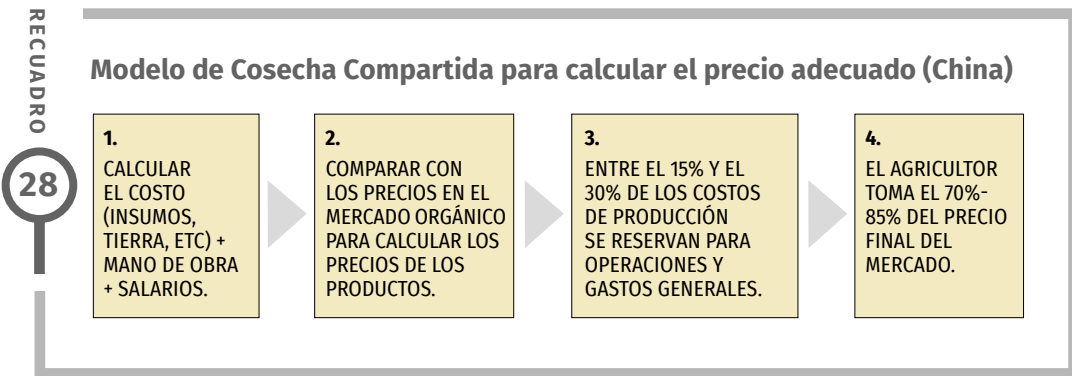 RECUADRO
28
Modelo de Cosecha Compartida para calcular el precio adecuado (China)
1.
CALCULAR
EL COSTO
(INSUMOS,
TIERRA, ETC) +
MANO DE OBRA
+ SALARIOS.
2.
COMPARAR CON
LOS PRECIOS EN EL
MERCADO ORGÁNICO
PARA CALCULAR LOS
PRECIOS DE LOS
PRODUCTOS.
3.
ENTRE EL 15% Y EL
30% DE LOS COSTOS
DE PRODUCCIÓN
SE RESERVAN PARA
OPERACIONES Y
GASTOS GENERALES.
4.
EL AGRICULTOR
TOMA EL 70%-
85% DEL PRECIO
FINAL DEL
MERCADO.